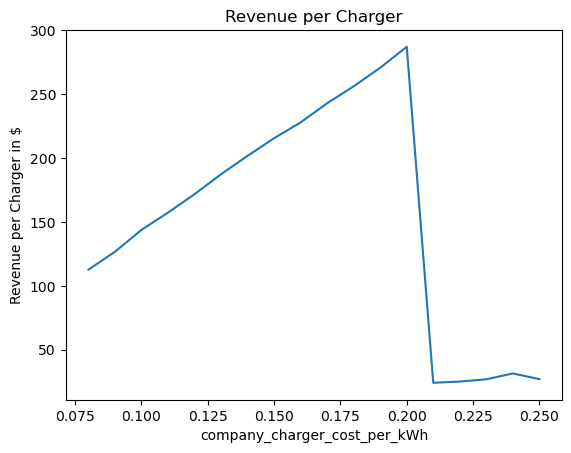 Revenue per Charger
300
250
200
150
100
50
Revenue per Charger in $
0.075 0.100 0.125 0.150 0.175 0.200 0.225 0.250
company_charger_cost_per_kWh